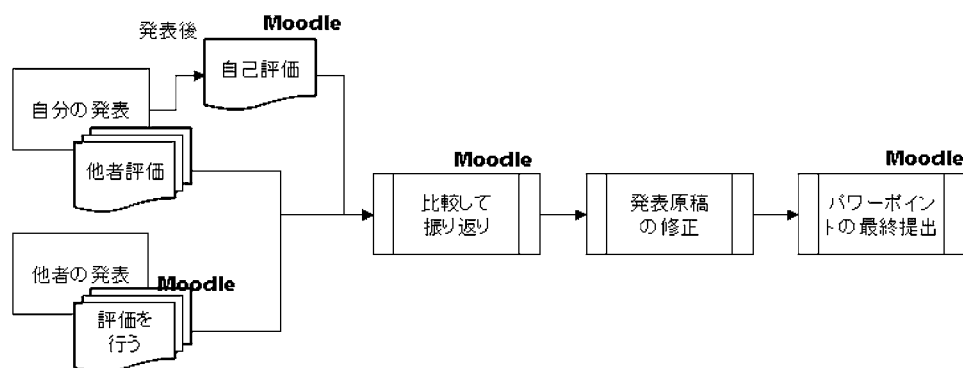 発表後
Moodle
自己評価
自分の発表
他者評価
他者の発表
Moodle
評価を
行う
Moodle
比較して
振り返り
発表原稿
の修正
Moodle
パワーポイン
トの最終提出